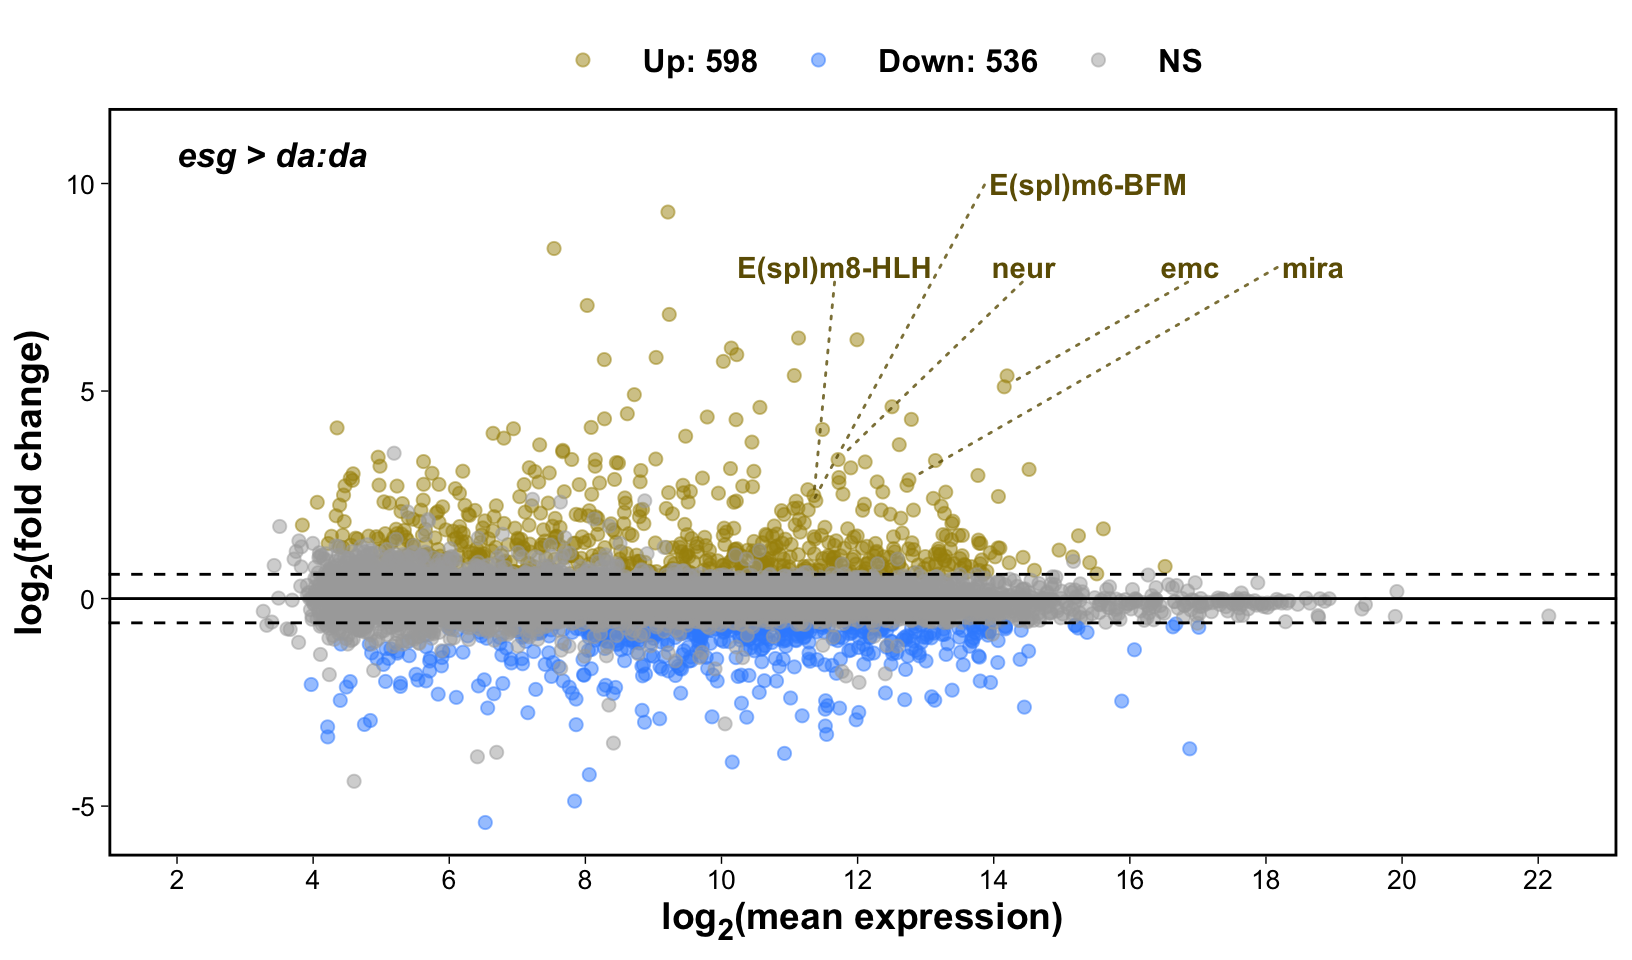 Up: 598 Down: 536 NS
esg > da:da
E(spl)m6-BFM
E(spl)m8-HLH neur emc mira
10
5
0
-5
log2(fold change)
2 4 6 8 10 12 14 16 18 20 22
log2(mean expression)